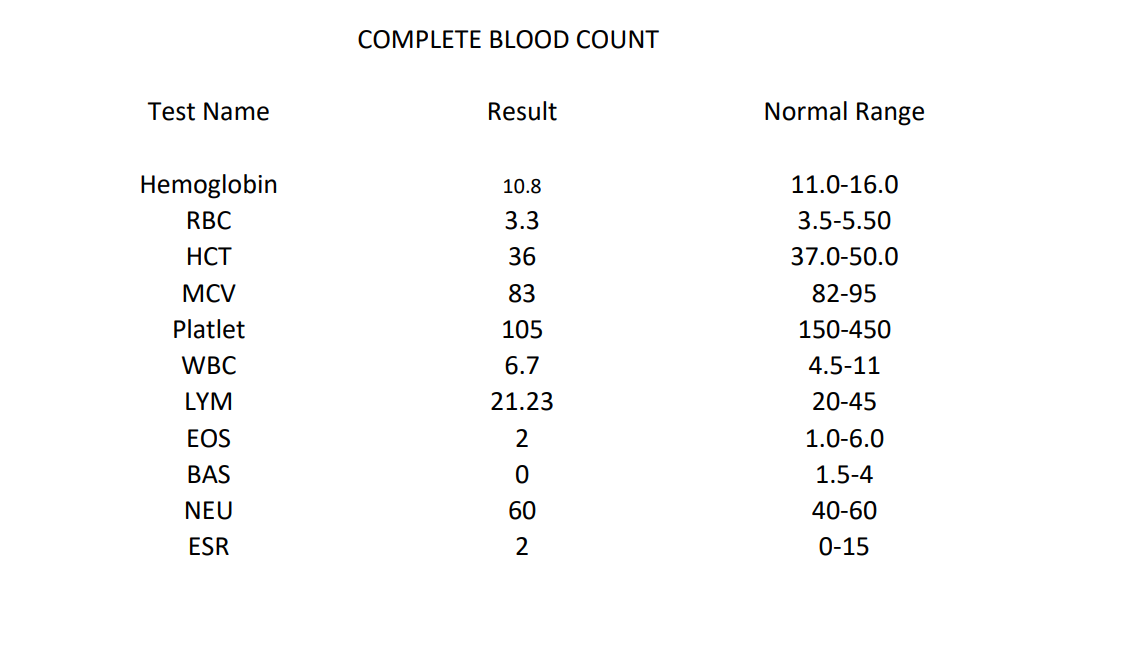 COMPLETE BLOOD COUNT
Test Name Result Normal Range
Hemoglobin 10.8 11.0-16.0
RBC 3.3 3.5-5.50
HCT 36 37.0-50.0
MCV 83 82-95
Platlet 105 150-450
WBC 6.7 4.5-11
LYM 21.23 20-45
EOS 2 1.0-6.0
BAS 0 1.5-4
NEU 60 40-60
ESR 2 0-15